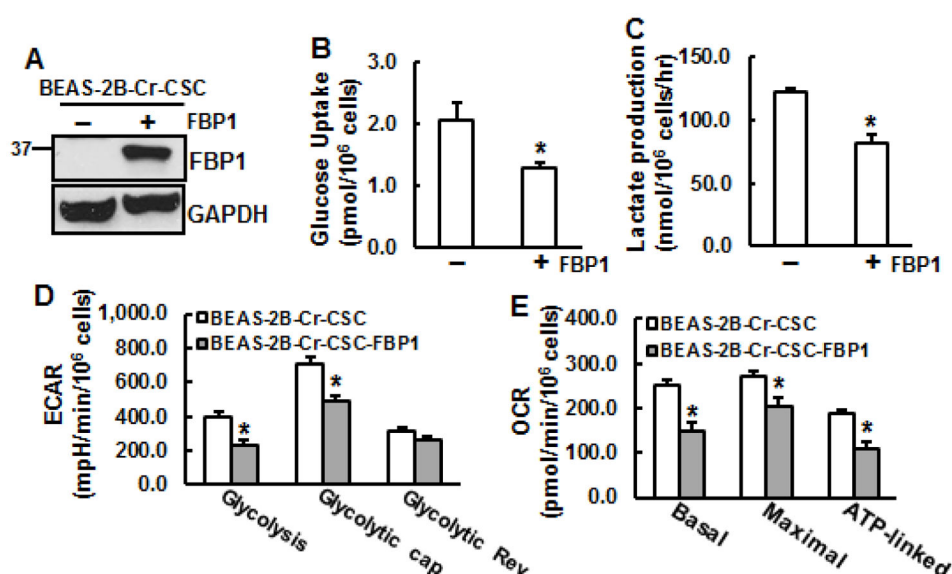 A
BEAS-2B-Cr-CSC
– + FBP1
37
FBP1
GAPDH
B
Glucose Uptake
(pmol/10⁶ cells)
3.0
2.0
1.0
0.0
*
– + FBP1
C
Lactate production
(nmol/10⁶ cells/hr)
150.0
100.0
50.0
0.0
*
– + FBP1
D
ECAR
(mpH/min/10⁶ cells)
1,000.0
800.0
600.0
400.0
200.0
0.0
BEAS-2B-Cr-CSC
BEAS-2B-Cr-CSC-FBP1
*
*
Glycolysis
Glycolytic cap
Glycolytic Rev
E
OCR
(pmol/min/10⁶ cells)
400.0
300.0
200.0
100.0
0.0
BEAS-2B-Cr-CSC
BEAS-2B-Cr-CSC-FBP1
*
*
*
Basal
Maximal
ATP-linked